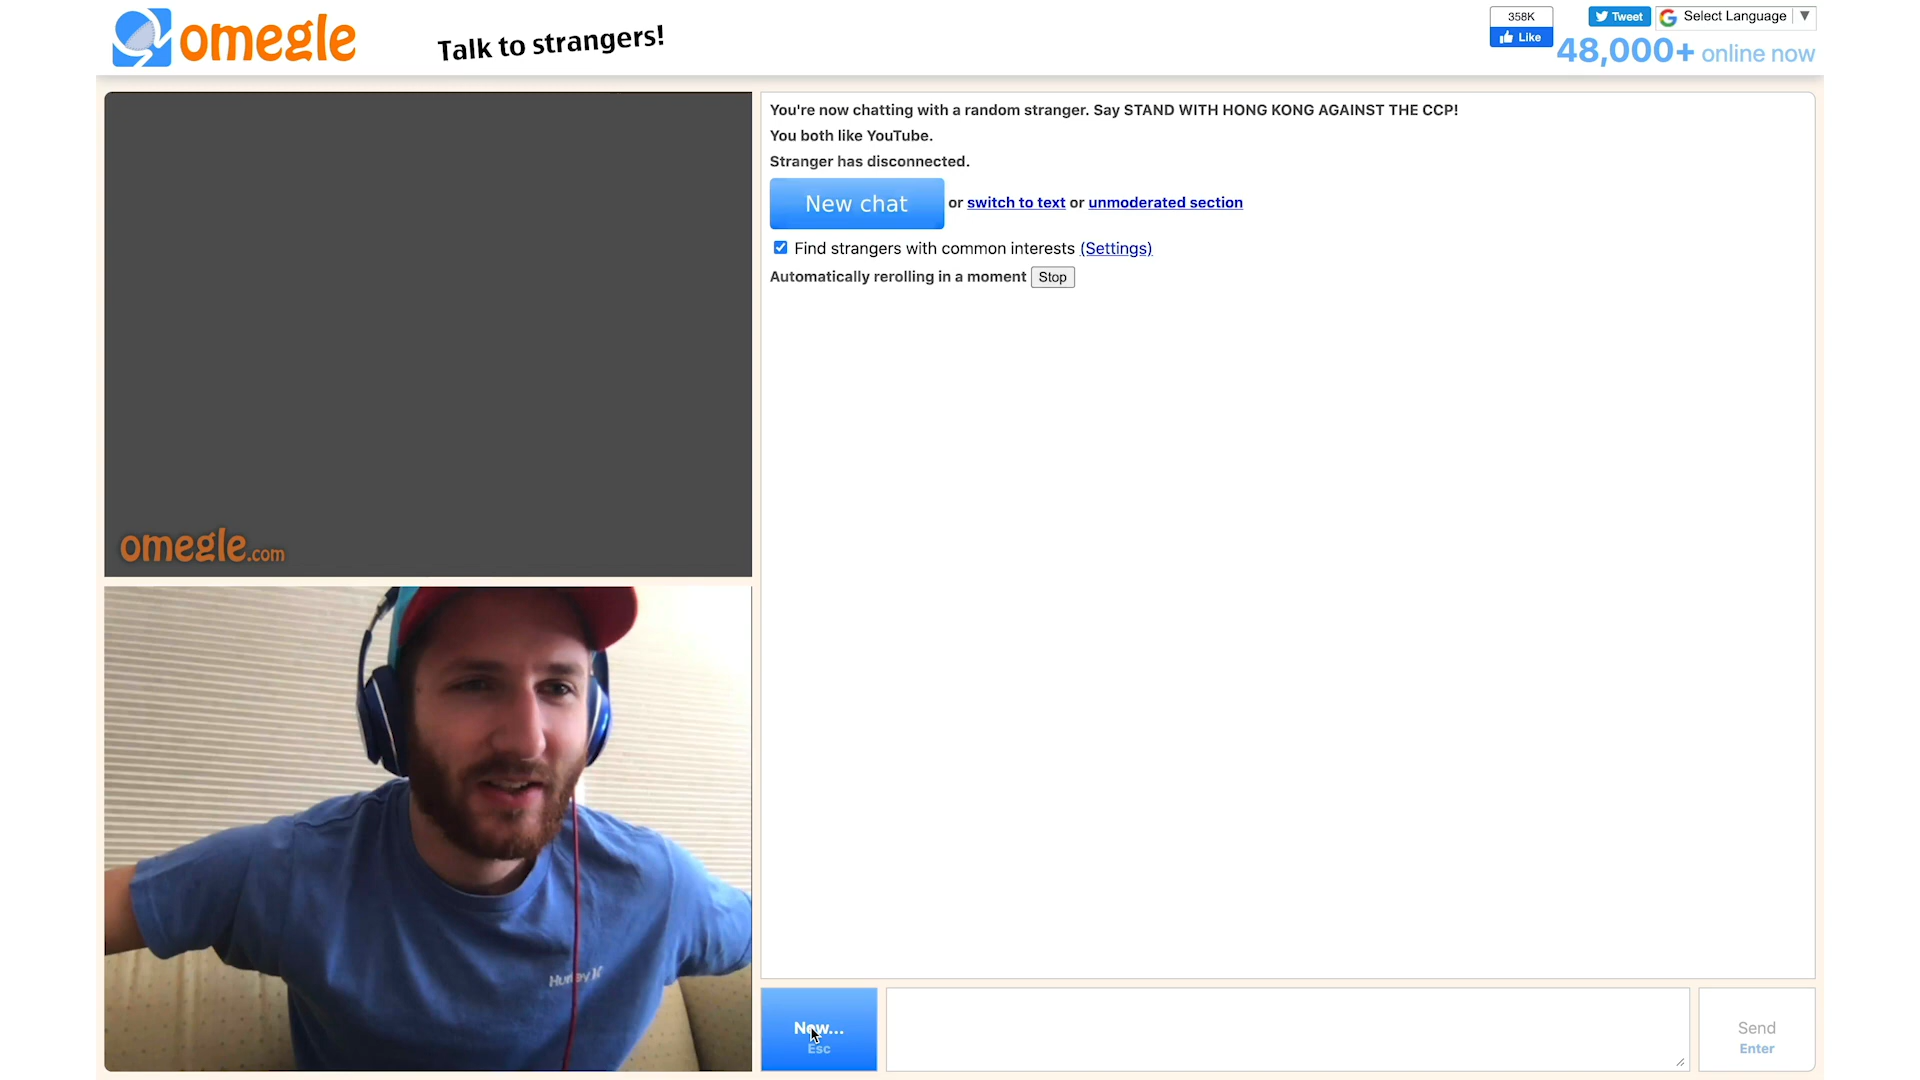 omegle
Talk to strangers!
358K
Like
Tweet
Select Language
48,000+ online now
You're now chatting with a random stranger. Say STAND WITH HONG KONG AGAINST THE CCP!
You both like YouTube.
Stranger has disconnected.
New chat or switch to text or unmoderated section
Find strangers with common interests (Settings)
Automatically rerolling in a moment Stop
omegle.com
Hurley
New...
Esc
Send
Enter